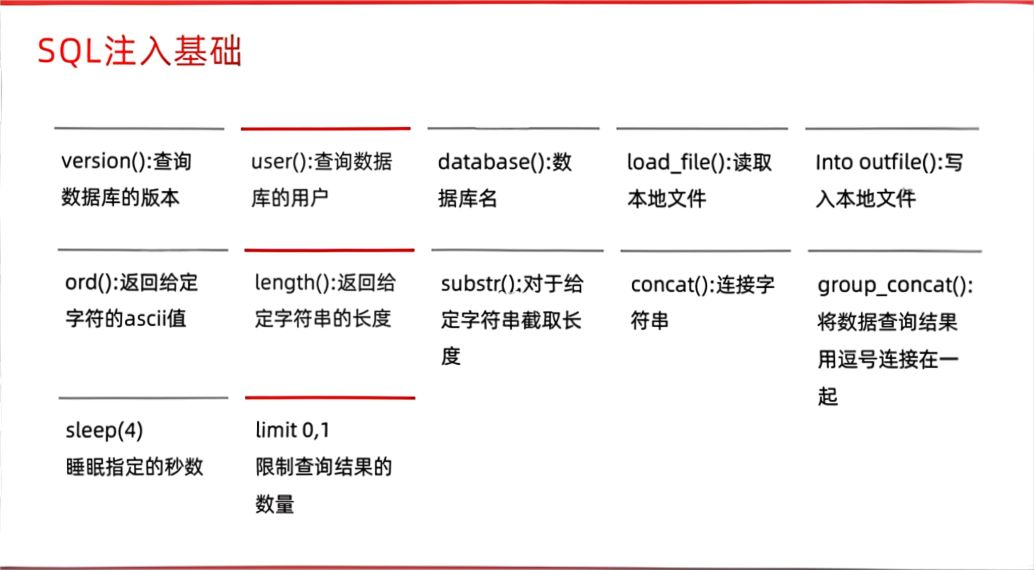 SQL注入基础
version():查询
数据库的版本
user():查询数据
库的用户
database():数
据库名
load_file():读取
本地文件
Into outfile():写
入本地文件
ord():返回给定
字符的ascii值
length():返回给
定字符串的长度
substr():对于给
定字符串截取长
度
concat():连接字
符串
group_concat():
将数据查询结果
用逗号连接在一
起
sleep(4)
睡眠指定的秒数
limit 0,1
限制查询结果的
数量